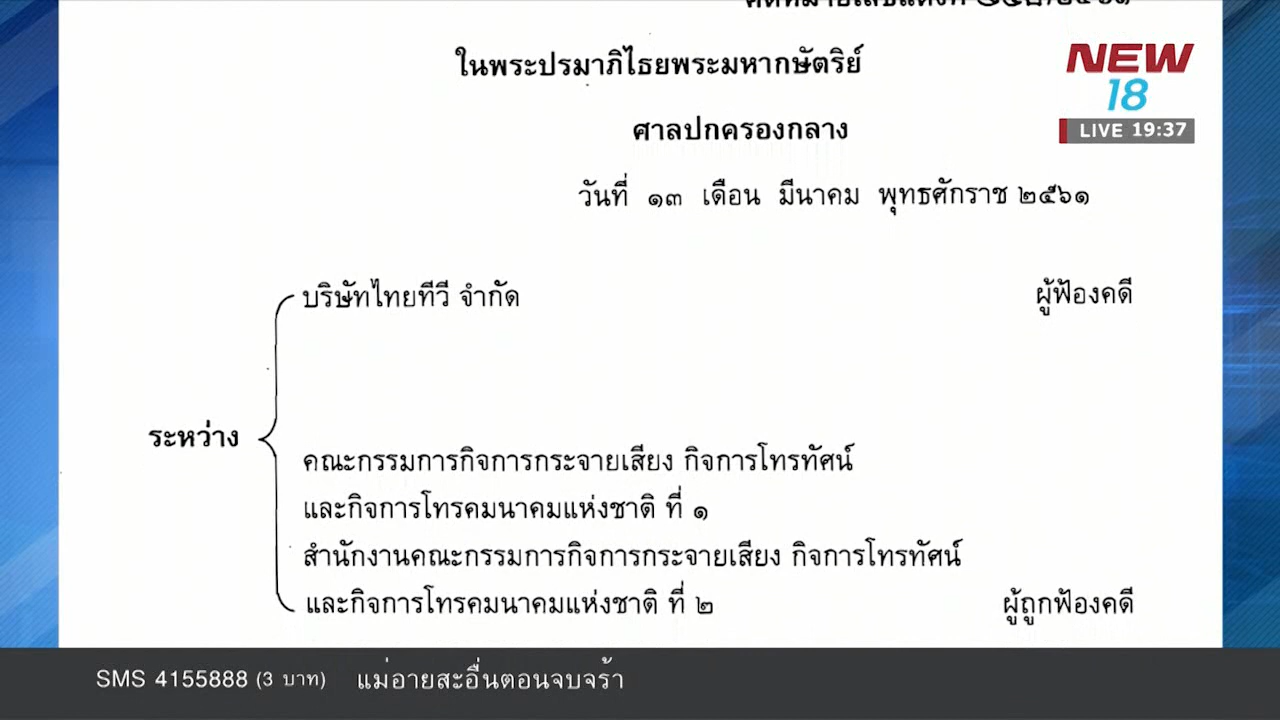 ในพระปรมาภิไธยพระมหากษัตริย์
NEW
18
LIVE 19:37
ศาลปกครองกลาง
วันที่ ๑๓ เดือน มีนาคม พุทธศักราช ๒๕๖๑
บริษัทไทยทีวี จำกัด ผู้ฟ้องคดี
ระหว่าง
คณะกรรมการกิจการกระจายเสียง กิจการโทรทัศน์
และกิจการโทรคมนาคมแห่งชาติ ที่ ๑
สำนักงานคณะกรรมการกิจการกระจายเสียง กิจการโทรทัศน์
และกิจการโทรคมนาคมแห่งชาติ ที่ ๒ ผู้ถูกฟ้องคดี
SMS 4155888 (3 บาท) แม่อายสะอื่นตอนจบจร้า